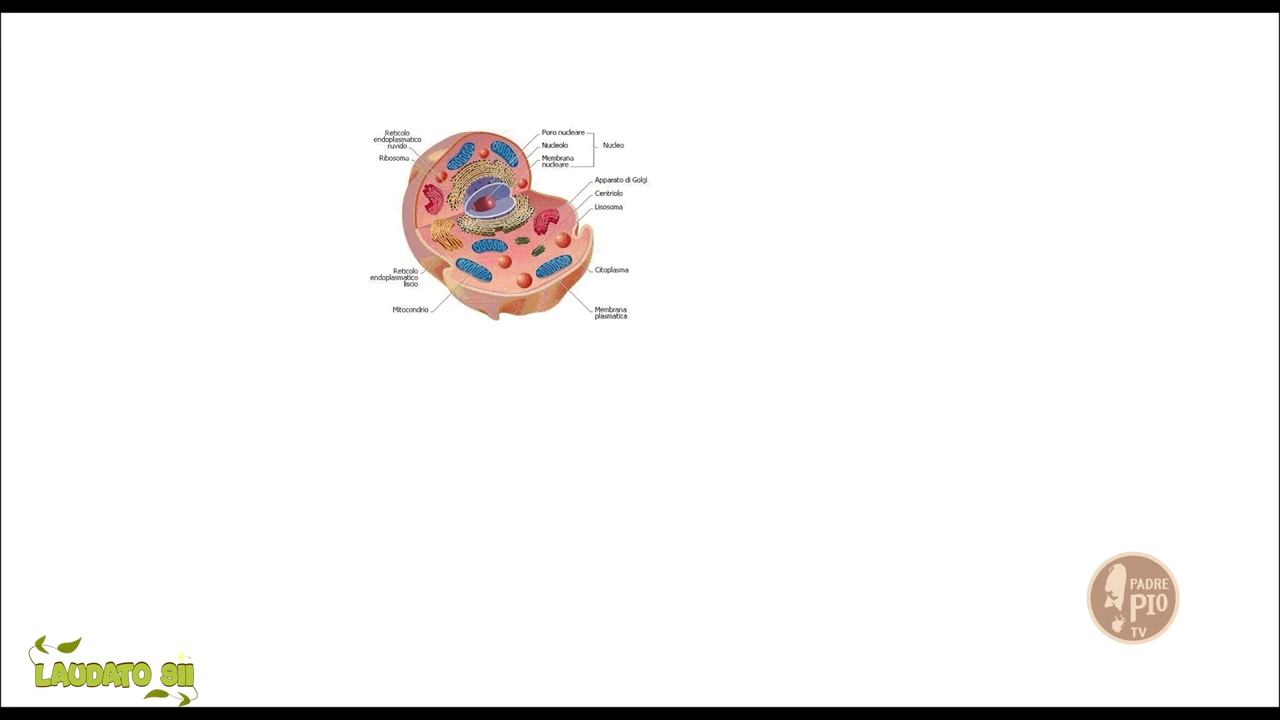 Reticolo
endoplasmatico
ruvido
Ribosoma
Poro nucleare
Nucleolo
Membrana
nucleare
Nucleo
Apparato di Golgi
Centriolo
Lisosoma
Reticolo
endoplasmatico
liscio
Mitocondrio
Citoplasma
Membrana
plasmatica
PADRE
PIO
TV
LAUDATO SII